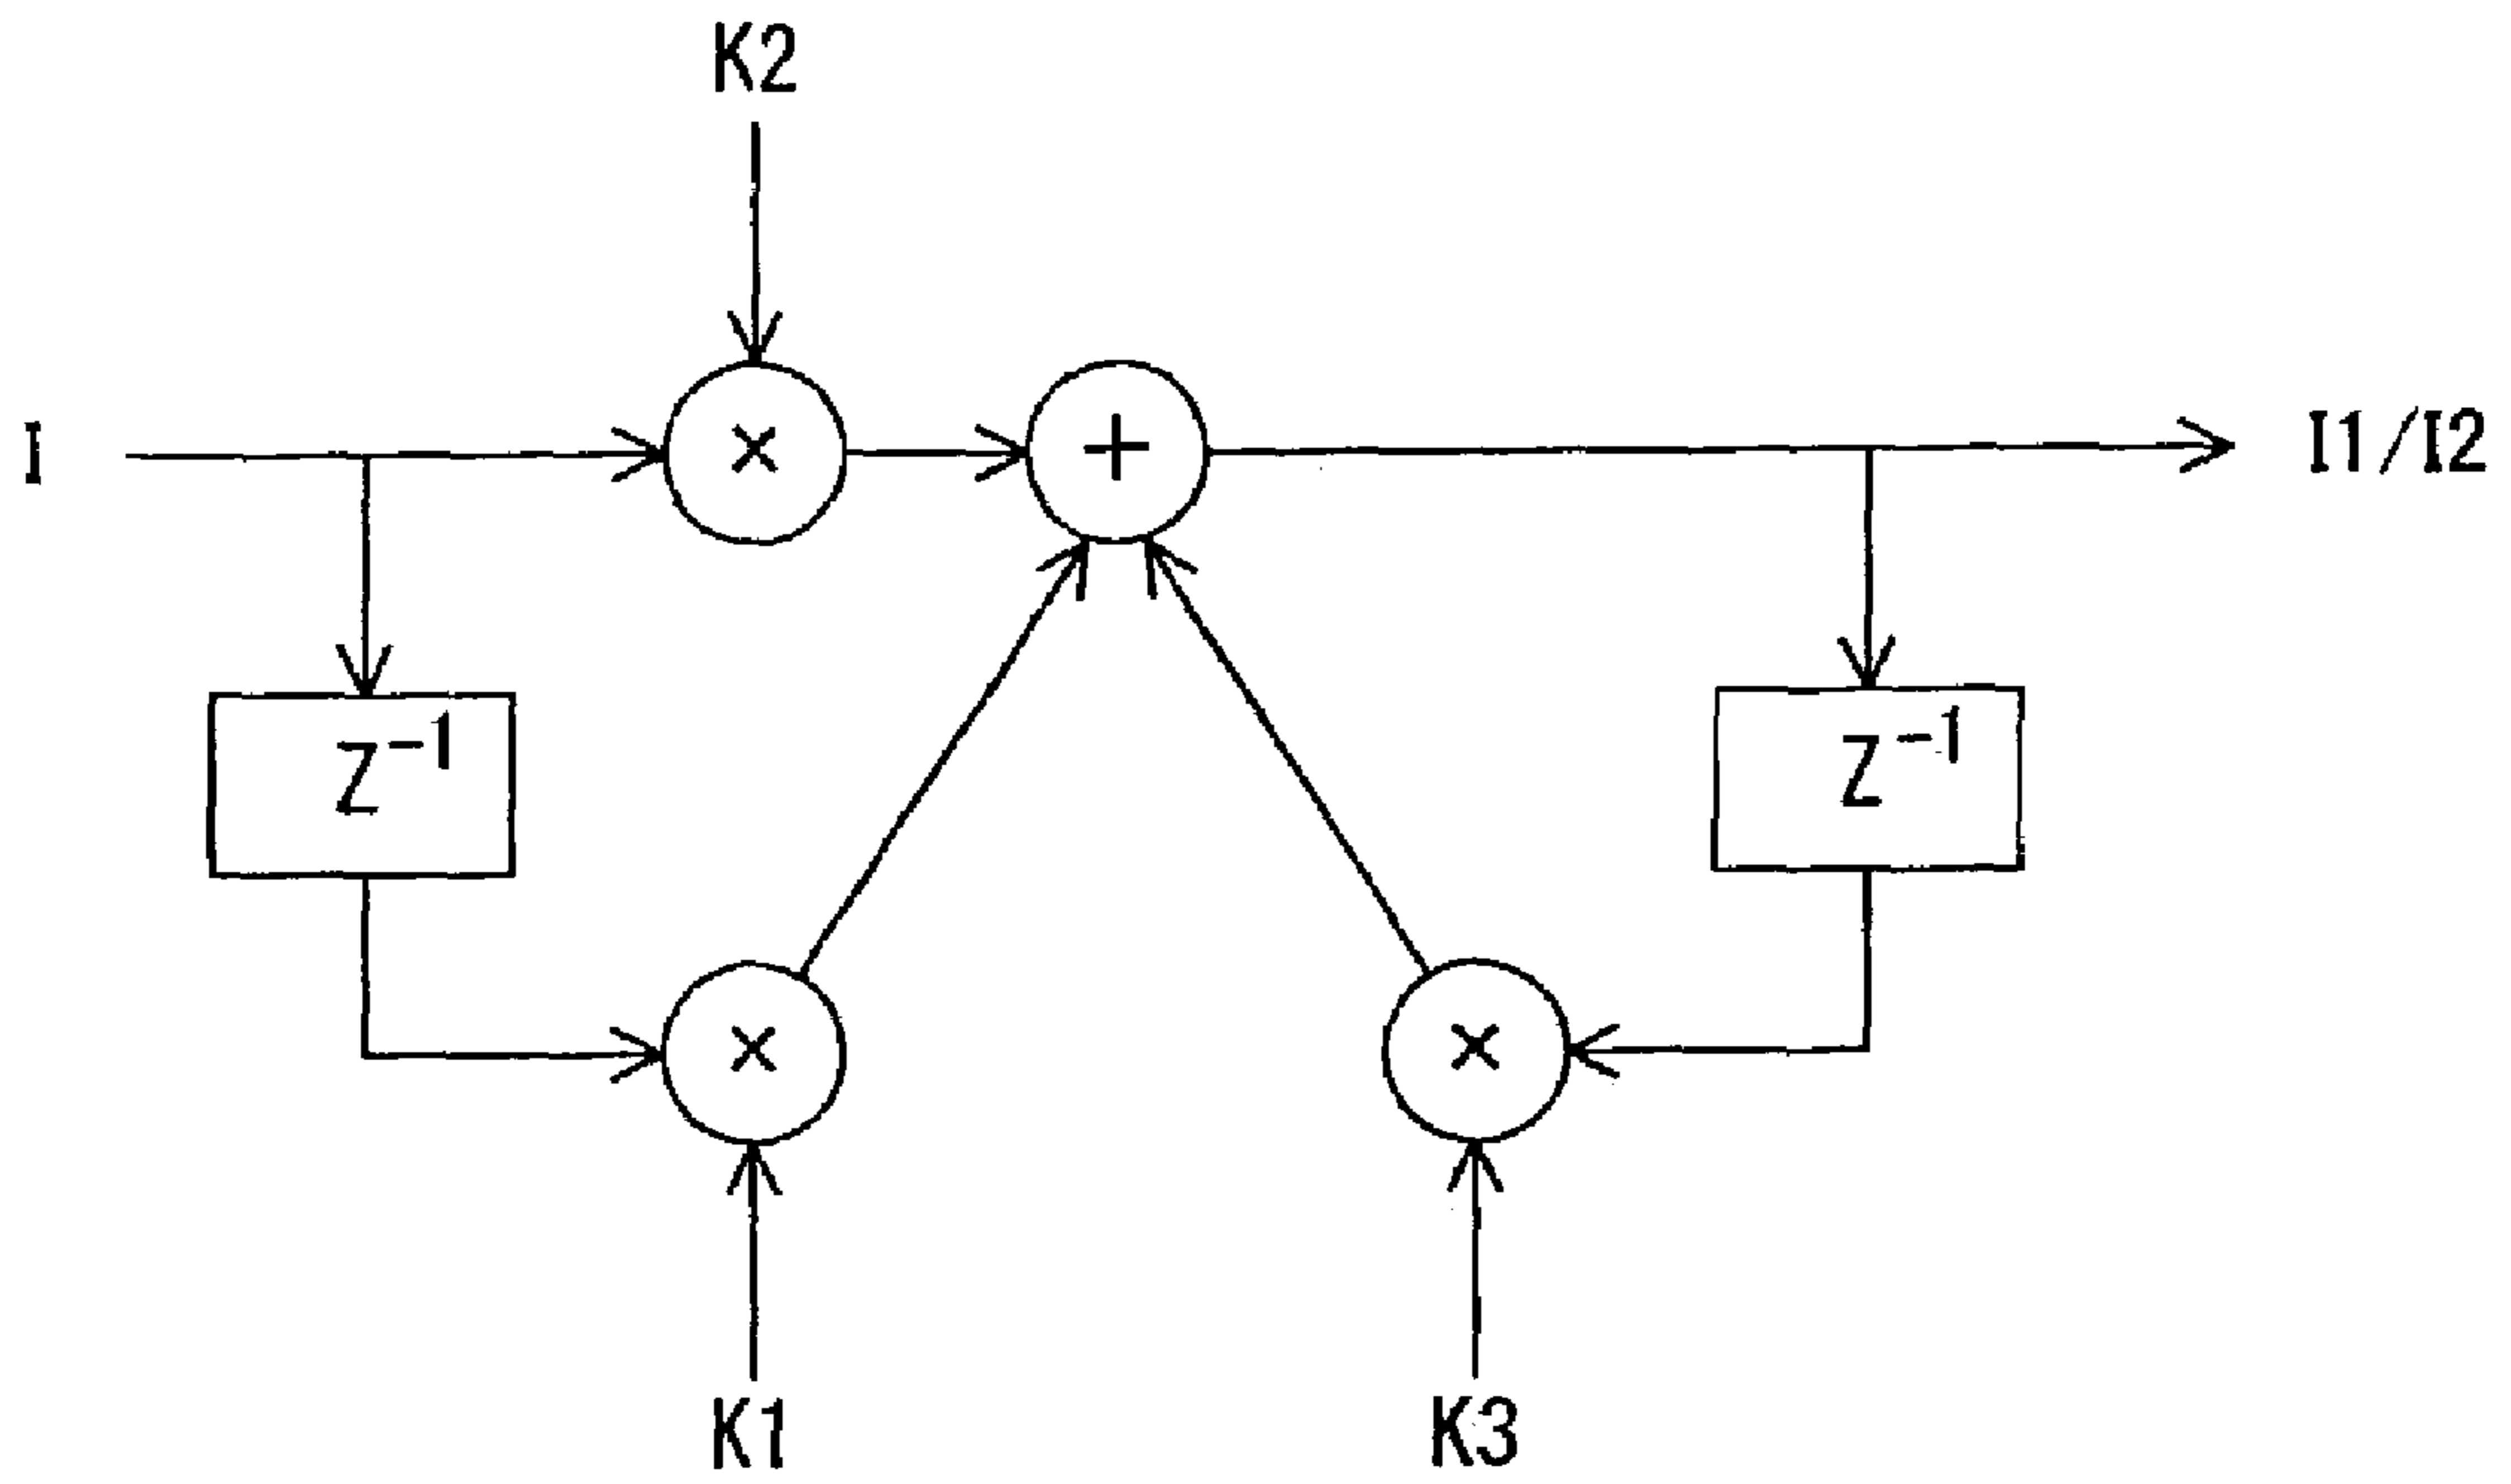 K2
I
×
+
I1/I2
Z⁻¹
Z⁻¹
×
×
K1
K3